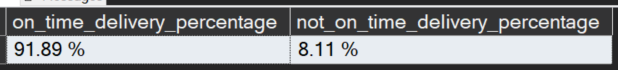 on_time_delivery_percentage not_on_time_delivery_percentage
91.89 % 8.11 %